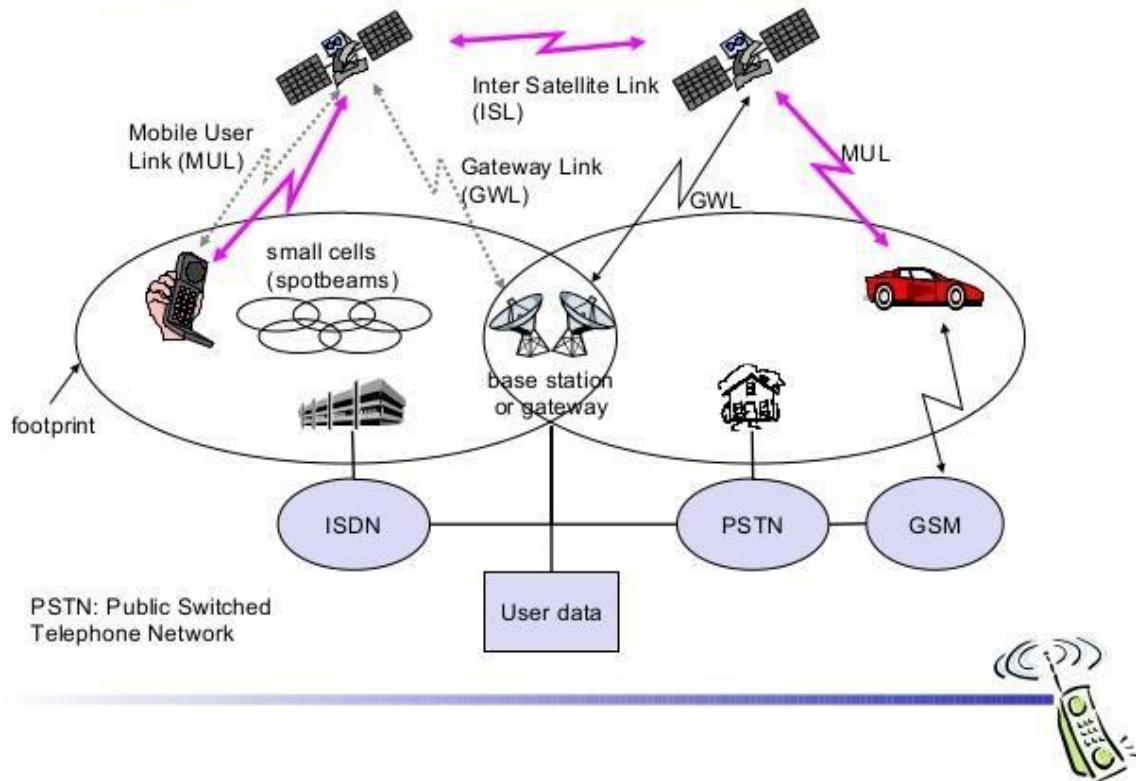 Inter Satellite Link
(ISL)
Mobile User
Link (MUL)
Gateway Link
(GWL)
MUL
GWL
small cells
(spotbeams)
base station
or gateway
footprint
ISDN
PSTN
GSM
User data
PSTN: Public Switched
Telephone Network